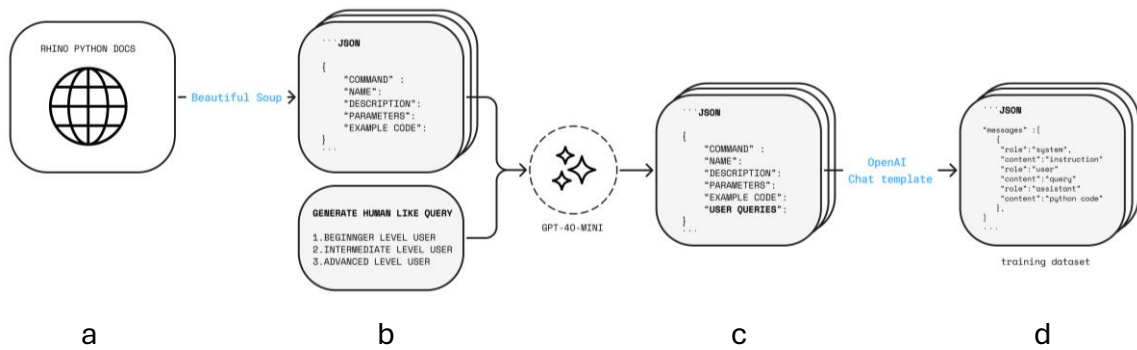 RHINO PYTHON DOCS
Beautiful Soup
```JSON
{
"COMMAND" :
"NAME":
"DESCRIPTION":
"PARAMETERS":
"EXAMPLE CODE":
}
```
GENERATE HUMAN LIKE QUERY
1.BEGINNGER LEVEL USER
2.INTERMEDIATE LEVEL USER
3.ADVANCED LEVEL USER
GPT-4O-MINI
```JSON
{
"COMMAND" :
"NAME":
"DESCRIPTION":
"PARAMETERS":
"EXAMPLE CODE":
"USER QUERIES":
}
```
OpenAI
Chat template
```JSON
"messages" :[
{
"role":"system",
"content":"instruction"
"role":"user"
"content":"query"
"role":"assistant"
"content":"python code"
},
]
```
training dataset
a
b
c
d